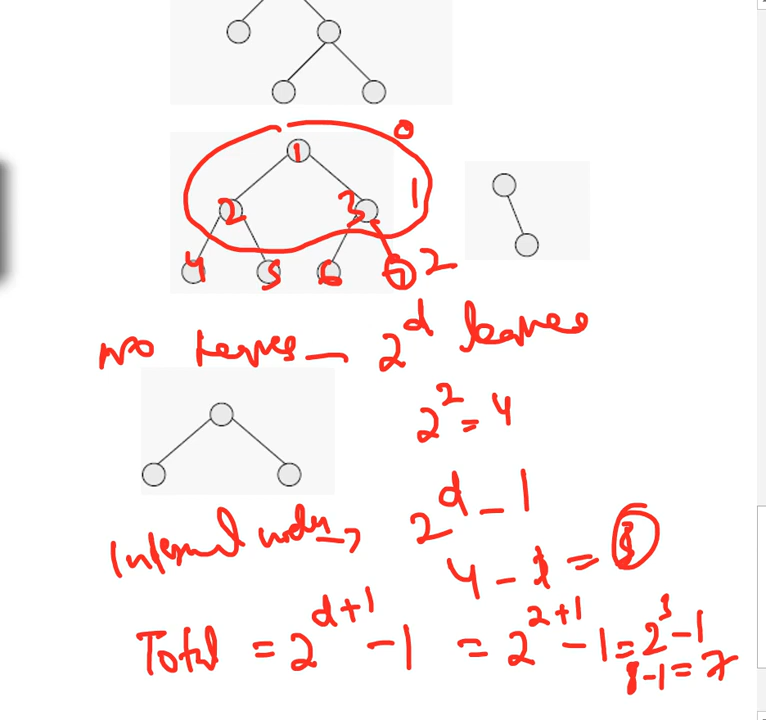 0
1
1
2 3
4 5 6 7 2
no leaves - 2^d leaves
2^2 = 4
2^d - 1
Internal nodes →
4 - 1 = 3
Total = 2^{d+1} - 1 = 2^{2+1} - 1 = 2^3 - 1
8 - 1 = 7